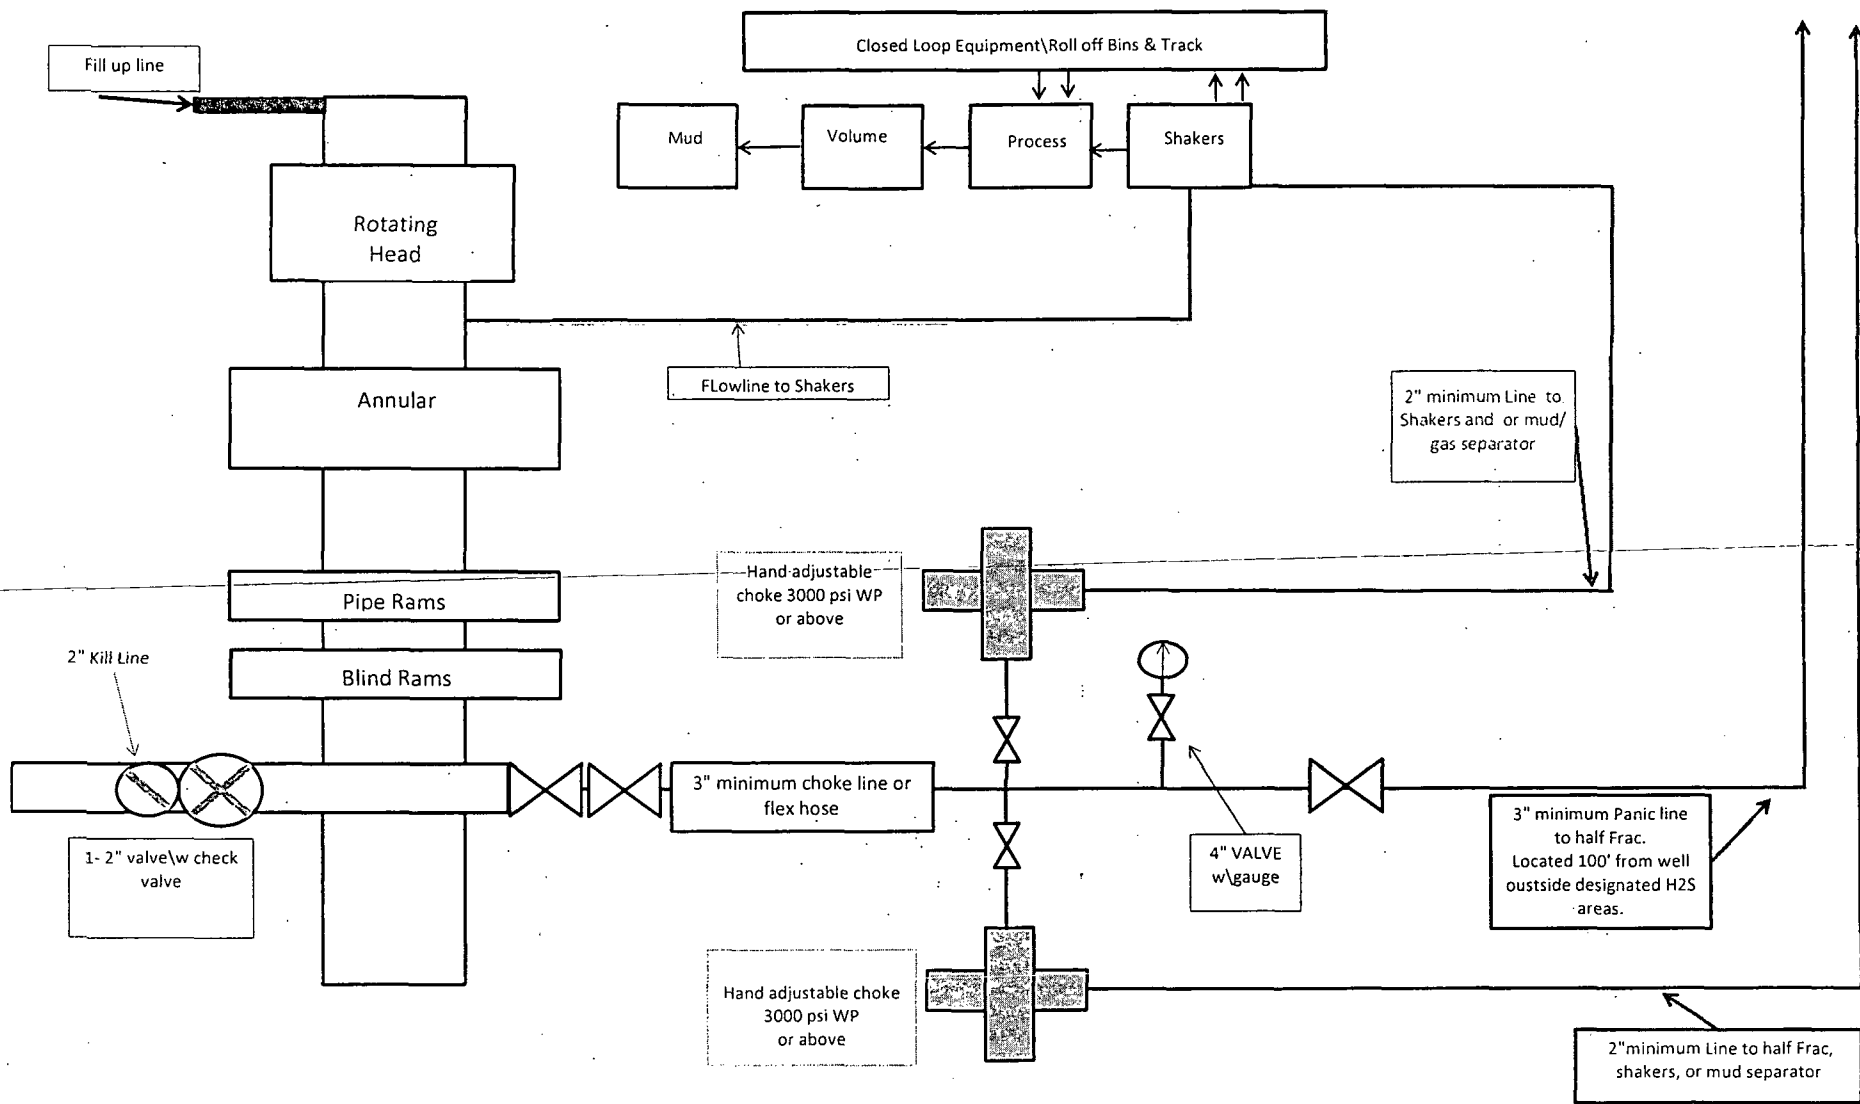 Closed Loop Equipment\Roll off Bins & Track
Fill up line
Mud
Volume
Process
Shakers
Rotating
Head
FLowline to Shakers
Annular
2" minimum Line to
Shakers and or mud/
gas separator
Hand adjustable
choke 3000 psi WP
or above
Pipe Rams
2" Kill Line
Blind Rams
3" minimum choke line or
flex hose
1- 2" valve\w check
valve
4" VALVE
w\gauge
3" minimum Panic line
to half Frac.
Located 100' from well
oustside designated H2S
areas.
Hand adjustable choke
3000 psi WP
or above
2"minimum Line to half Frac,
shakers, or mud separator